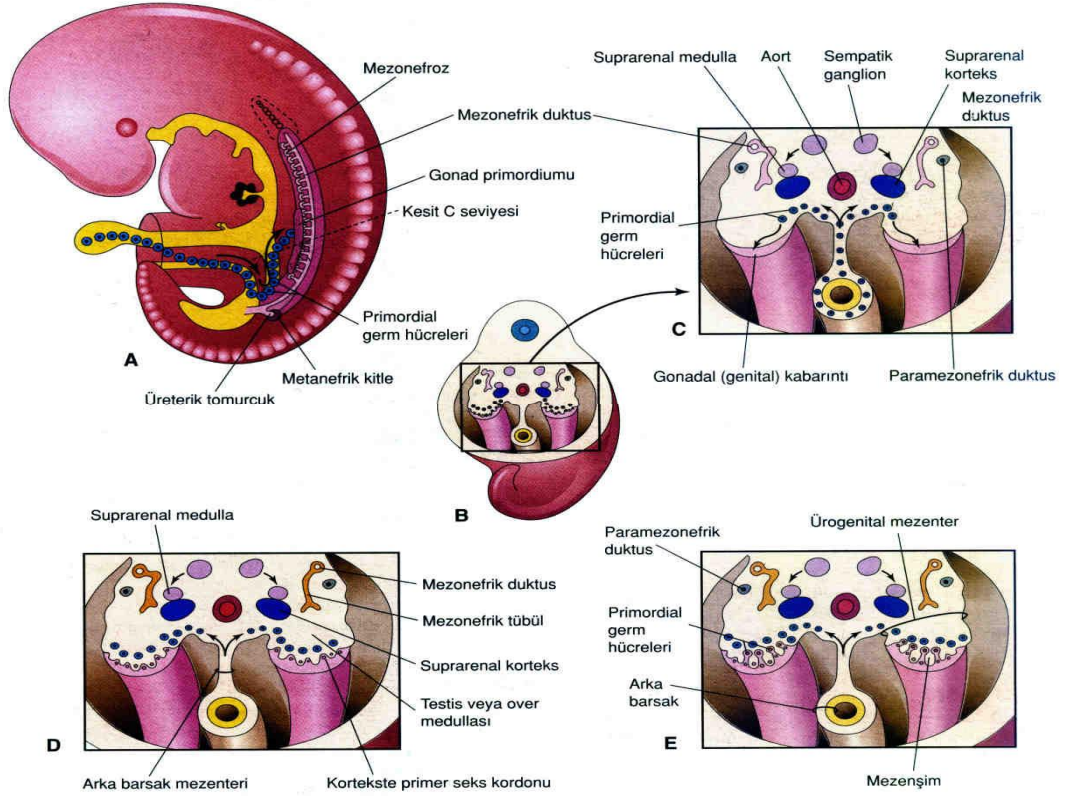 Mezonefroz
Mezonefrik duktus
Gonad primordiumu
Kesit C seviyesi
Primordial
germ hücreleri
A
Metanefrik kitle
Üreterik tomurcuk
Suprarenal medulla
Aort
Sempatik
ganglion
Suprarenal
korteks
Mezonefrik
duktus
Primordial
germ
hücreleri
C
Gonadal (genital) kabarıntı
Paramezonefrik duktus
B
Suprarenal medulla
Mezonefrik duktus
Mezonefrik tübül
Suprarenal korteks
Testis veya over
medullası
D
Arka barsak mezenteri
Kortekste primer seks kordonu
Paramezonefrik
duktus
Ürogenital mezenter
Primordial
germ
hücreleri
Arka
barsak
E
Mezenşim